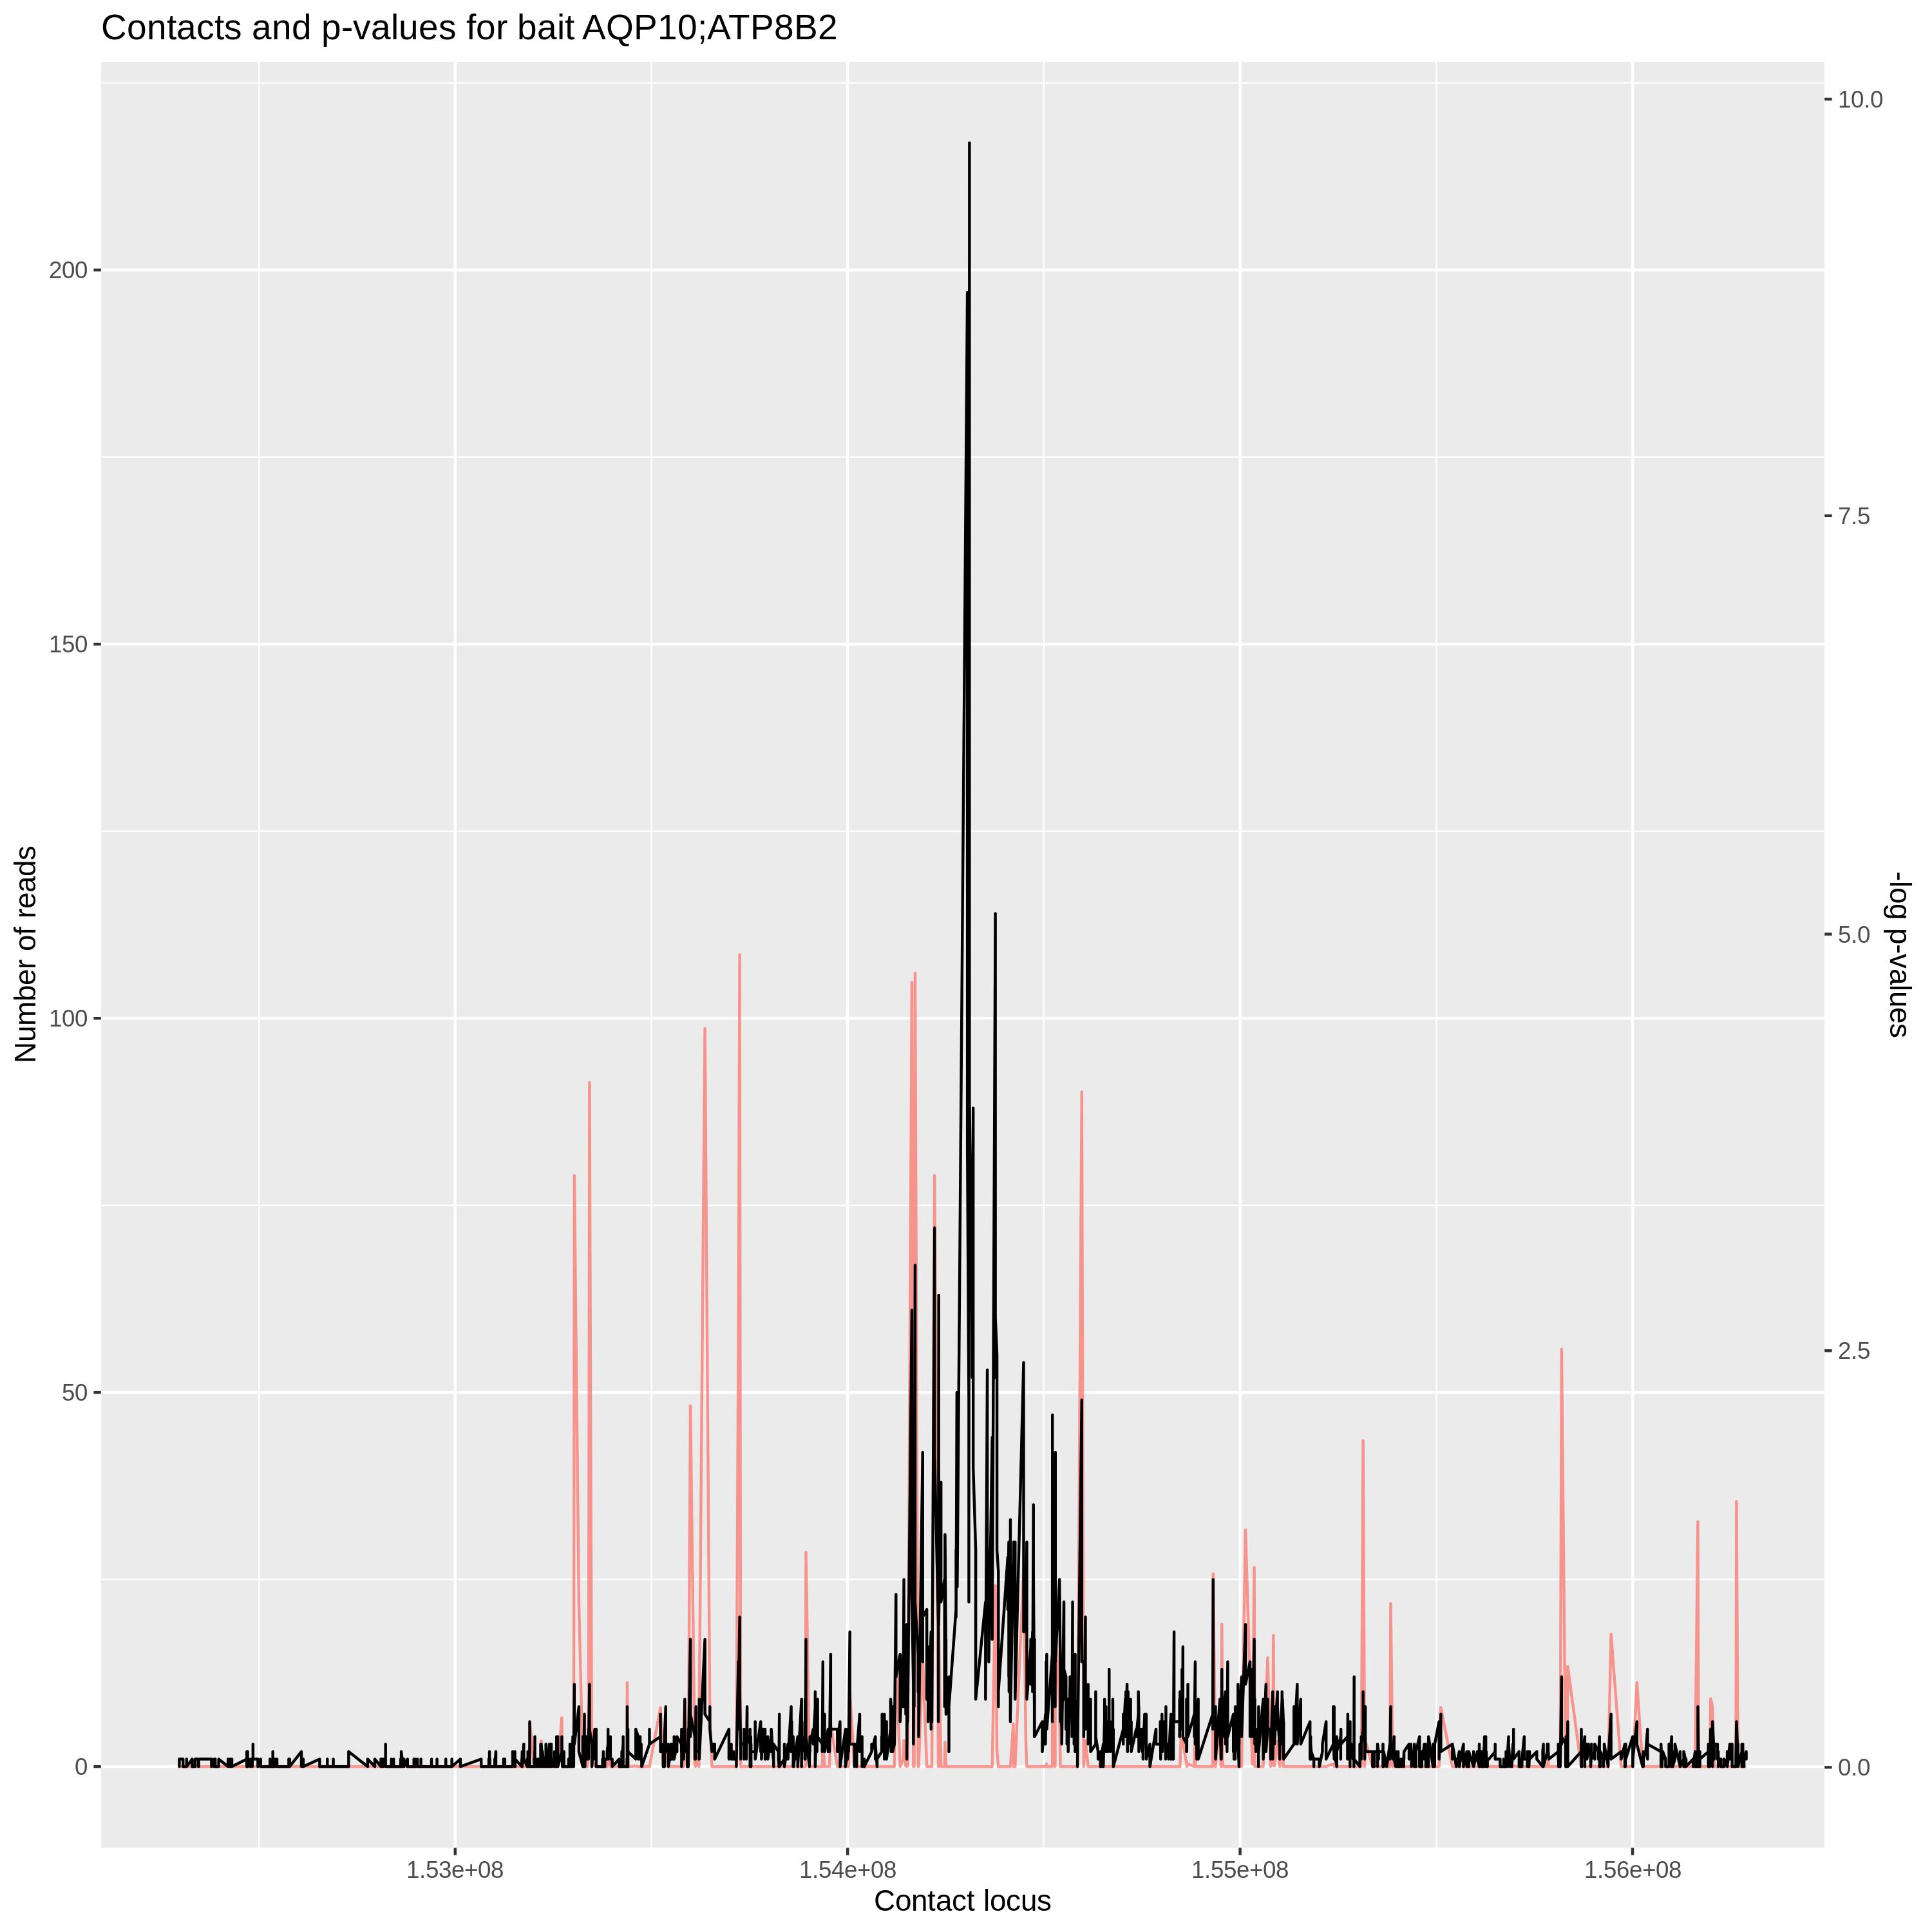 Contacts and p-values for bait AQP10;ATP8B2
10.0
200
7.5
150
Number of reads
5.0
-log p-values
100
2.5
50
0
0.0
1.53e+08
1.54e+08
1.55e+08
1.56e+08
Contact locus